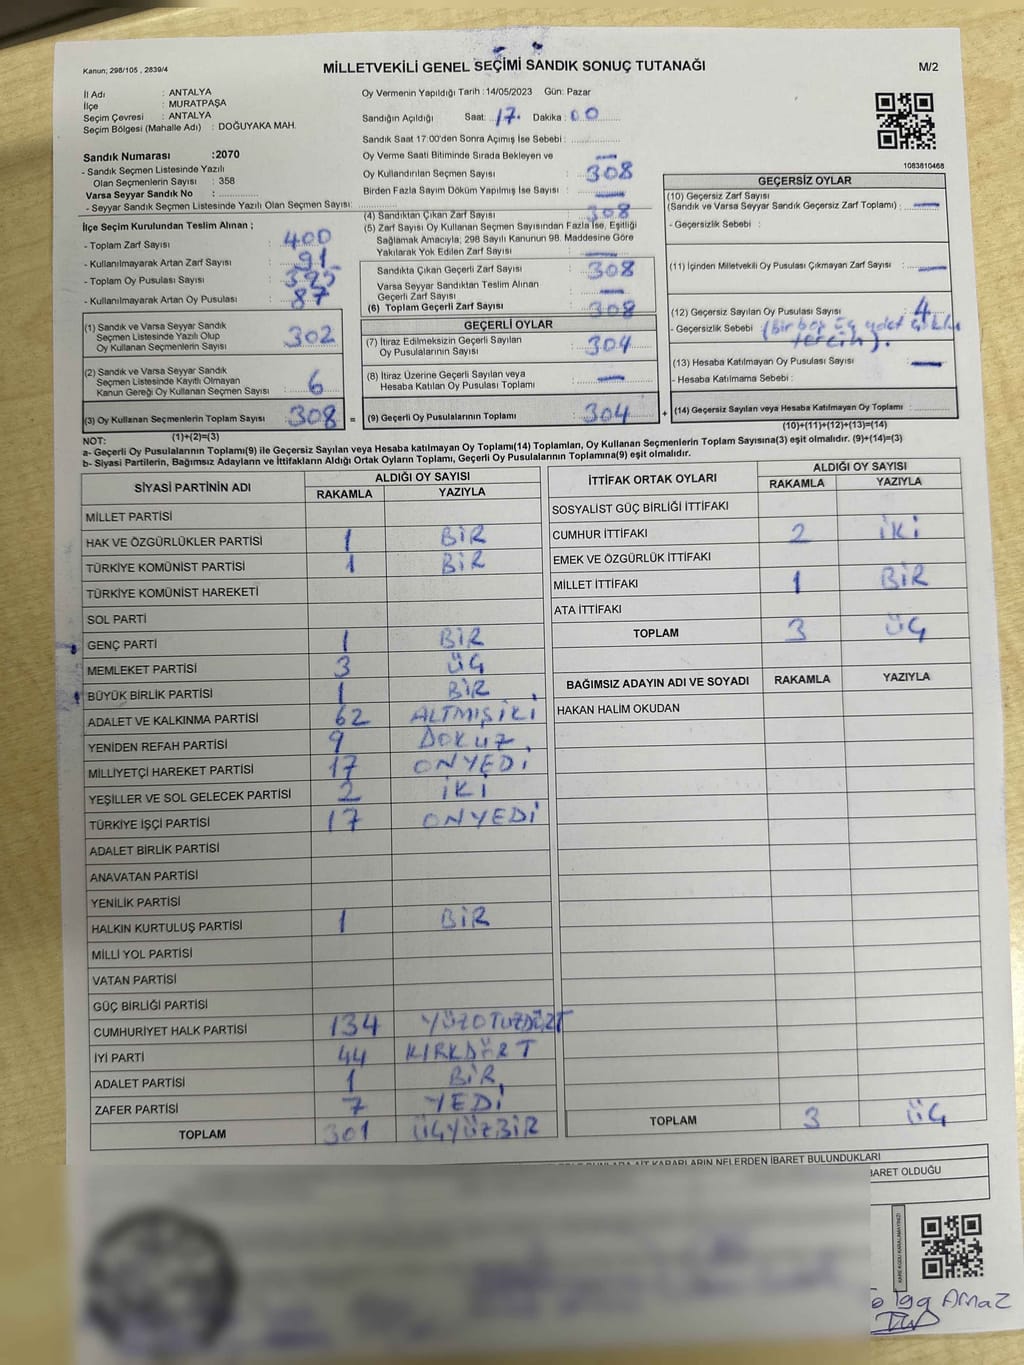 Kanun; 298/105 , 2839/4
MİLLETVEKİLİ GENEL SEÇİMİ SANDIK SONUÇ TUTANAĞI
M/2
İl Adı : ANTALYA
İlçe : MURATPAŞA
Seçim Çevresi : ANTALYA
Seçim Bölgesi (Mahalle Adı) : DOĞUYAKA MAH.
Sandık Numarası :2070
- Sandık Seçmen Listesinde Yazılı
Olan Seçmenlerin Sayısı : 358
Varsa Seyyar Sandık No :
- Seyyar Sandık Seçmen Listesinde Yazılı Olan Seçmen Sayısı:
İlçe Seçim Kurulundan Teslim Alınan ;
- Toplam Zarf Sayısı : 400
- Kullanılmayarak Artan Zarf Sayısı : 91
- Toplam Oy Pusulası Sayısı : 395
- Kullanılmayarak Artan Oy Pusulası : 87
(1) Sandık ve Varsa Seyyar Sandık
Seçmen Listesinde Yazılı Olup
Oy Kullanan Seçmenlerin Sayısı : 302
(2) Sandık ve Varsa Seyyar Sandık
Seçmen Listesinde Kayıtlı Olmayan
Kanun Gereği Oy Kullanan Seçmen Sayısı : 6
(3) Oy Kullanan Seçmenlerin Toplam Sayısı : 308 =
(1)+(2)=(3)
Oy Vermenin Yapıldığı Tarih :14/05/2023 Gün: Pazar
Sandığın Açıldığı Saat: 17. Dakika: 00
Sandık Saat 17:00'den Sonra Açımış İse Sebebi :
Oy Verme Saati Bitiminde Sırada Bekleyen ve
Oy Kullandırılan Seçmen Sayısı : 308
Birden Fazla Sayım Döküm Yapılmış İse Sayısı : —
(4) Sandıktan Çıkan Zarf Sayısı : 308
(5) Zarf Sayısı Oy Kullanan Seçmen Sayısından Fazla İse, Eşitliği
Sağlamak Amacıyla; 298 Sayılı Kanunun 98. Maddesine Göre
Yakılarak Yok Edilen Zarf Sayısı : —
Sandıkta Çıkan Geçerli Zarf Sayısı : 308
Varsa Seyyar Sandıktan Teslim Alınan
Geçerli Zarf Sayısı : —
(6) Toplam Geçerli Zarf Sayısı : 308
GEÇERLİ OYLAR
(7) İtiraz Edilmeksizin Geçerli Sayılan
Oy Pusulalarının Sayısı : 304
(8) İtiraz Üzerine Geçerli Sayılan veya
Hesaba Katılan Oy Pusulası Toplamı : —
(9) Geçerli Oy Pusulalarının Toplamı : 304 +
1083810468
GEÇERSİZ OYLAR
(10) Geçersiz Zarf Sayısı
(Sandık ve Varsa Seyyar Sandık Geçersiz Zarf Toplamı) : —
- Geçersizlik Sebebi :
(11) İçinden Milletvekili Oy Pusulası Çıkmayan Zarf Sayısı : —
(12) Geçersiz Sayılan Oy Pusulası Sayısı : 4
- Geçersizlik Sebebi (Bir boş üç adet
tercih).
(13) Hesaba Katılmayan Oy Pusulası Sayısı : —
- Hesaba Katılmama Sebebi :
(14) Geçersiz Sayılan veya Hesaba Katılmayan Oy Toplamı :
(10)+(11)+(12)+(13)=(14)
NOT:
a- Geçerli Oy Pusulalarının Toplamı(9) ile Geçersiz Sayılan veya Hesaba katılmayan Oy Toplamı(14) Toplamları, Oy Kullanan Seçmenlerin Toplam Sayısına(3) eşit olmalıdır. (9)+(14)=(3)
b- Siyasi Partilerin, Bağımsız Adayların ve İttifakların Aldığı Ortak Oyların Toplamı, Geçerli Oy Pusulalarının Toplamına(9) eşit olmalıdır.
SİYASİ PARTİNİN ADI ALDIĞI OY SAYISI
RAKAMLA YAZIYLA
MİLLET PARTİSİ
HAK VE ÖZGÜRLÜKLER PARTİSİ 1 BİR
TÜRKİYE KOMÜNİST PARTİSİ 1 BİR
TÜRKİYE KOMÜNİST HAREKETİ
SOL PARTİ
GENÇ PARTİ 1 BİR
MEMLEKET PARTİSİ 3 ÜÇ
BÜYÜK BİRLİK PARTİSİ 1 BİR
ADALET VE KALKINMA PARTİSİ 62 ALTMIŞİKİ
YENİDEN REFAH PARTİSİ 9 DOKUZ
MİLLİYETÇİ HAREKET PARTİSİ 17 ONYEDİ
YEŞİLLER VE SOL GELECEK PARTİSİ 2 İKİ
TÜRKİYE İŞÇİ PARTİSİ 17 ONYEDİ
ADALET BİRLİK PARTİSİ
ANAVATAN PARTİSİ
YENİLİK PARTİSİ
HALKIN KURTULUŞ PARTİSİ 1 BİR
MİLLİ YOL PARTİSİ
VATAN PARTİSİ
GÜÇ BİRLİĞİ PARTİSİ
CUMHURİYET HALK PARTİSİ 134 YÜZOTUZDÖRT
İYİ PARTİ 44 KIRKDÖRT
ADALET PARTİSİ 1 BİR
ZAFER PARTİSİ 7 YEDİ
TOPLAM 301 ÜÇYÜZBİR
İTTİFAK ORTAK OYLARI ALDIĞI OY SAYISI
RAKAMLA YAZIYLA
SOSYALİST GÜÇ BİRLİĞİ İTTİFAKI
CUMHUR İTTİFAKI 2 İKİ
EMEK VE ÖZGÜRLÜK İTTİFAKI
MİLLET İTTİFAKI 1 BİR
ATA İTTİFAKI
TOPLAM 3 ÜÇ
BAĞIMSIZ ADAYIN ADI VE SOYADI RAKAMLA YAZIYLA
HAKAN HALİM OKUDAN
TOPLAM 3 ÜÇ
AİT KARARLARIN NELERDEN İBARET BULUNDUKLARI
İBARET OLDUĞU